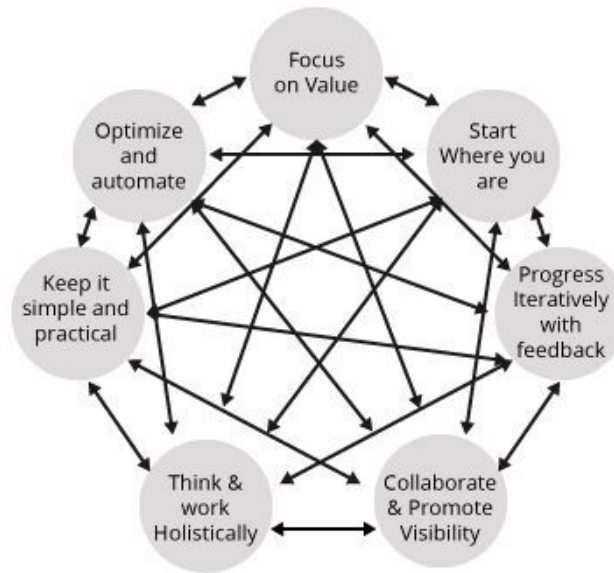 Focus
on Value
Optimize
and
automate
Start
Where you
are
Keep it
simple and
practical
Progress
Iteratively
with
feedback
Think &
work
Holistically
Collaborate
& Promote
Visibility